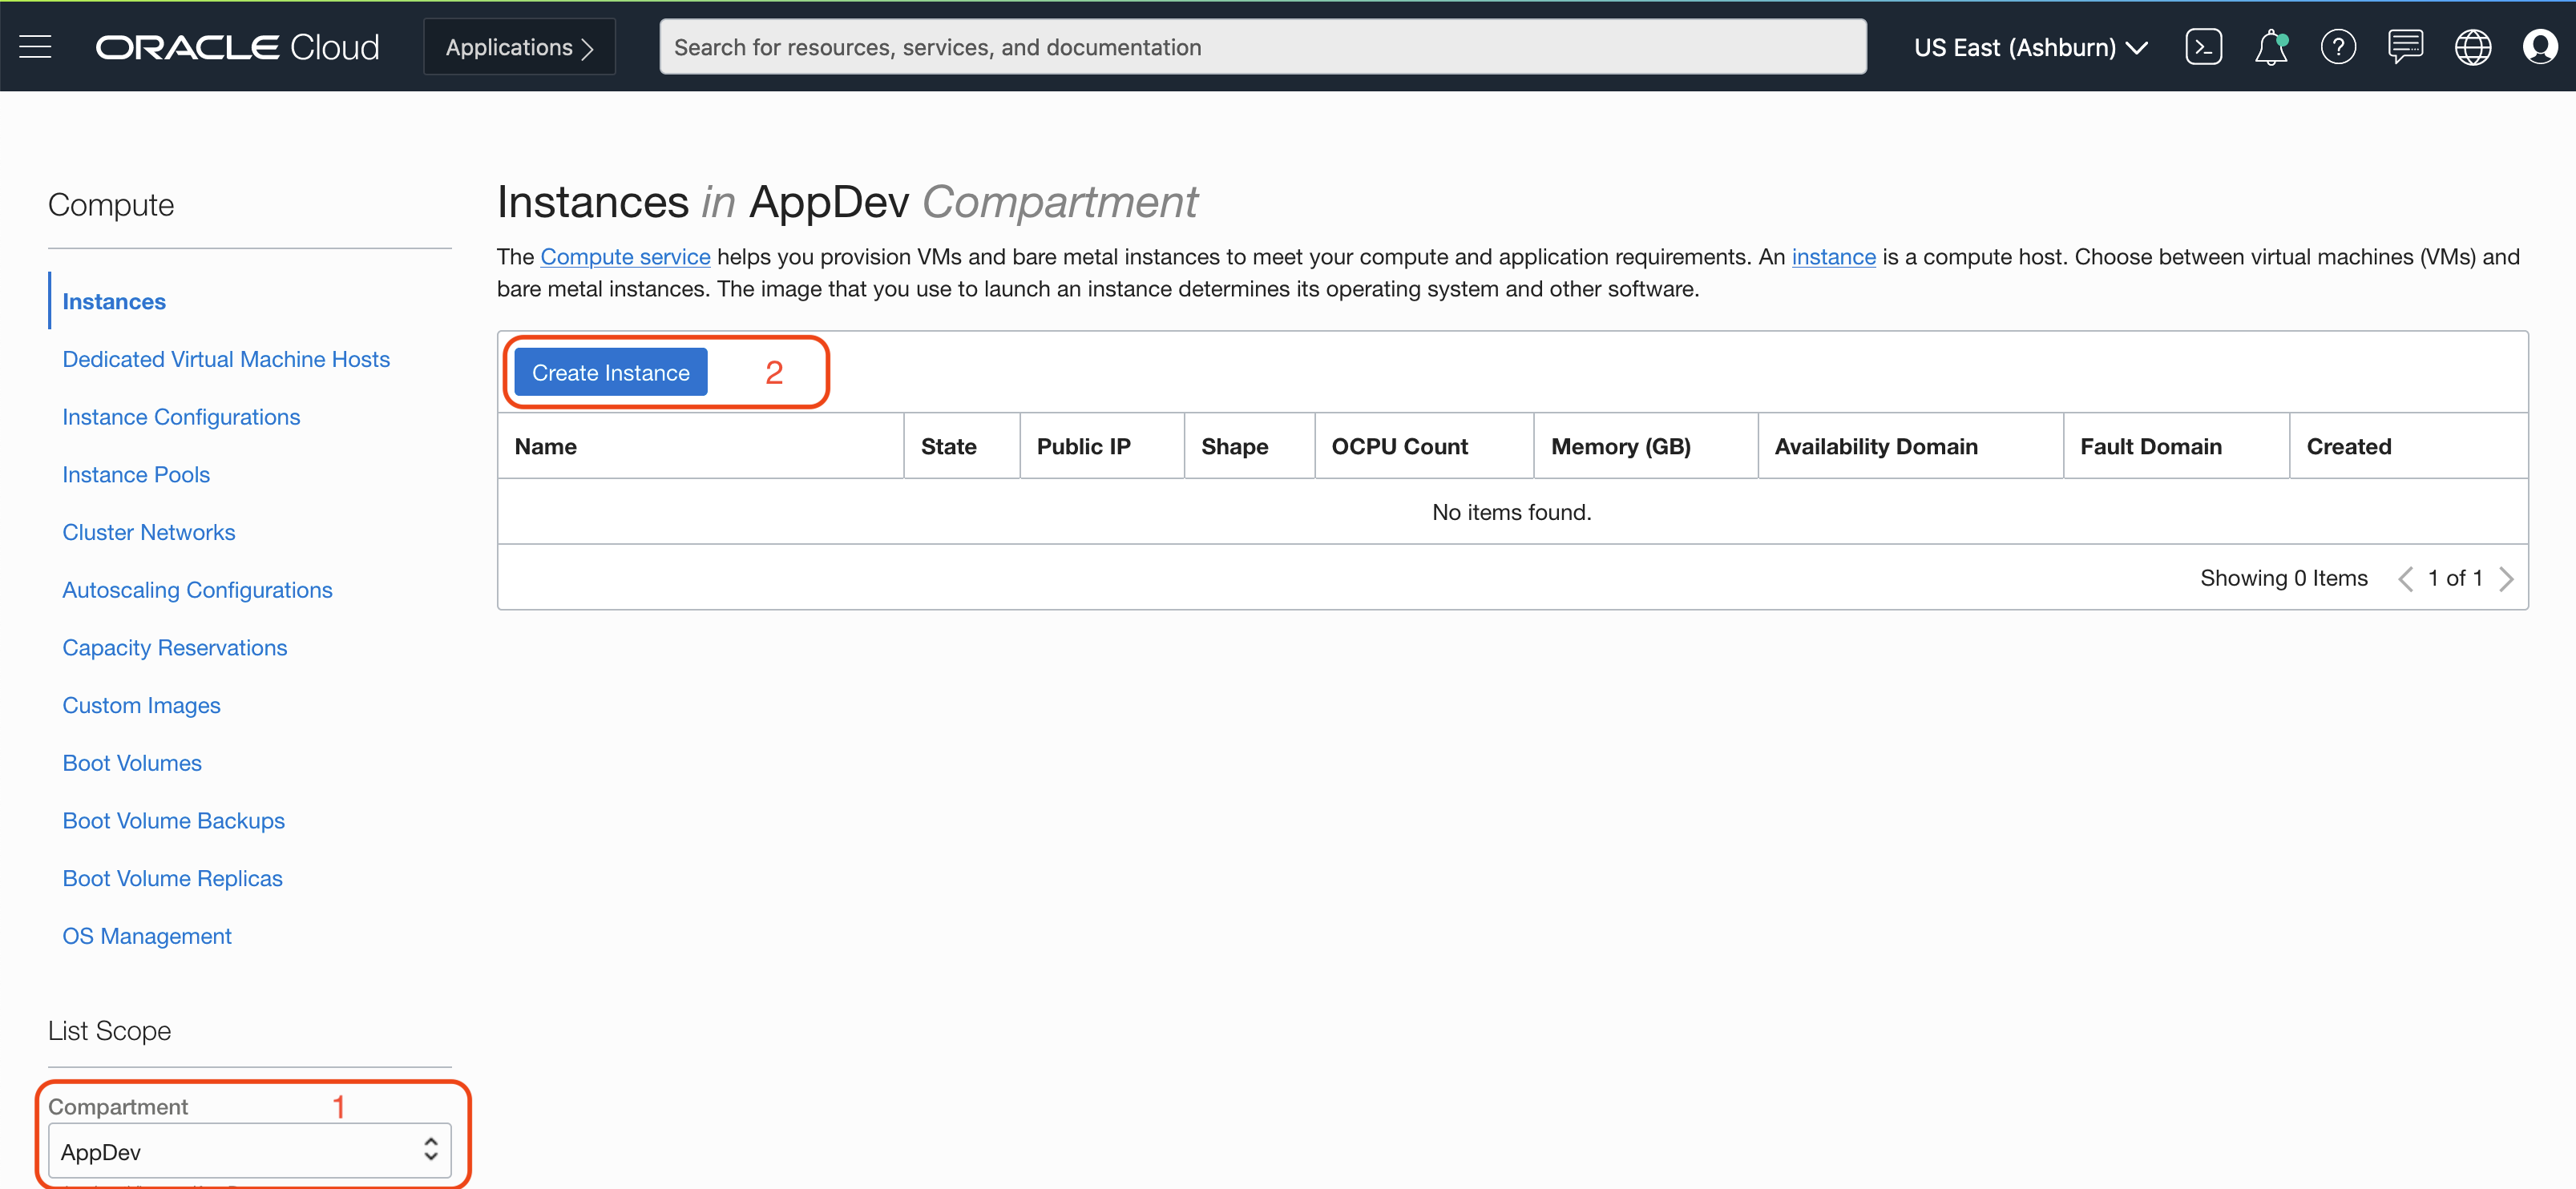 ORACLE Cloud
Applications
Search for resources, services, and documentation
US East (Ashburn)
Compute
Instances
Dedicated Virtual Machine Hosts
Instance Configurations
Instance Pools
Cluster Networks
Autoscaling Configurations
Capacity Reservations
Custom Images
Boot Volumes
Boot Volume Backups
Boot Volume Replicas
OS Management
List Scope
Compartment 1
AppDev
Instances in AppDev Compartment
The Compute service helps you provision VMs and bare metal instances to meet your compute and application requirements. An instance is a compute host. Choose between virtual machines (VMs) and
bare metal instances. The image that you use to launch an instance determines its operating system and other software.
Create Instance 2
Name State Public IP Shape OCPU Count Memory (GB) Availability Domain Fault Domain Created
No items found.
Showing 0 Items 1 of 1